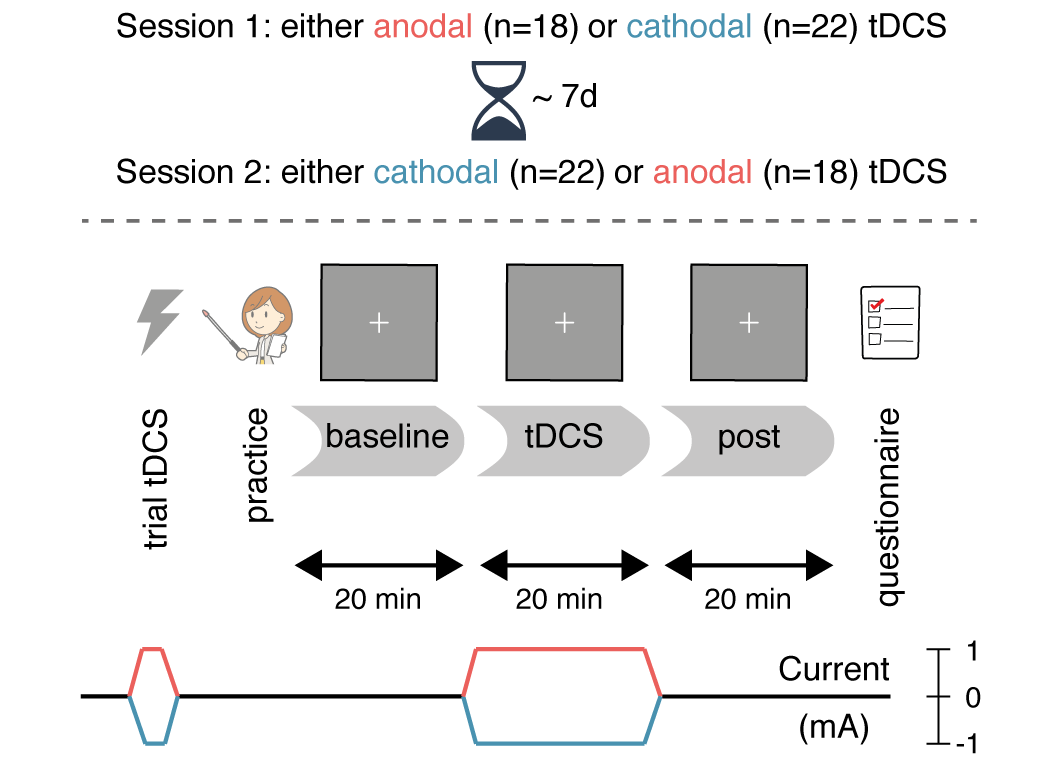 Session 1: either anodal (n=18) or cathodal (n=22) tDCS
~ 7d
Session 2: either cathodal (n=22) or anodal (n=18) tDCS
trial tDCS
practice
baseline
tDCS
post
questionnaire
20 min
20 min
20 min
Current
(mA)
1
0
-1